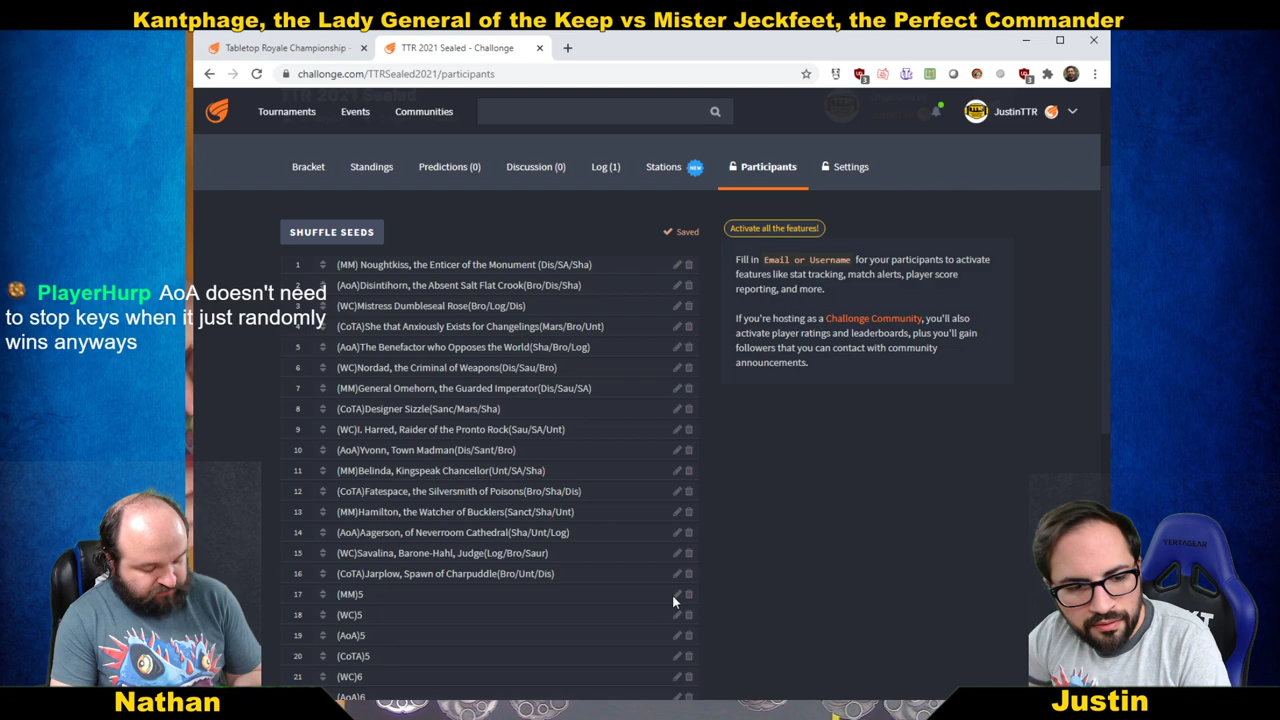 Kantphage, the Lady General of the Keep vs Mister Jeckfeet, the Perfect Commander
Tabletop Royale Championship -
TTR 2021 Sealed - Challonge
challonge.com/TTRSealed2021/participants
Tournaments Events Communities
JustinTTR
Bracket Standings Predictions (0) Discussion (0) Log (1) Stations NEW Participants Settings
SHUFFLE SEEDS
Saved
1 (MM) Noughtkiss, the Enticer of the Monument (Dis/SA/Sha)
2 (AoA)Disintihorn, the Absent Salt Flat Crook(Bro/Dis/Sha)
3 (WC)Mistress Dumbleseal Rose(Bro/Log/Dis)
4 (CoTA)She that Anxiously Exists for Changelings(Mars/Bro/Unt)
5 (AoA)The Benefactor who Opposes the World(Sha/Bro/Log)
6 (WC)Nordad, the Criminal of Weapons(Dis/Sau/Bro)
7 (MM)General Omehorn, the Guarded Imperator(Dis/Sau/SA)
8 (CoTA)Designer Sizzle(Sanc/Mars/Sha)
9 (WC)I. Harred, Raider of the Pronto Rock(Sau/SA/Unt)
10 (AoA)Yvonn, Town Madman(Dis/Sant/Bro)
11 (MM)Belinda, Kingspeak Chancellor(Unt/SA/Sha)
12 (CoTA)Fatespace, the Silversmith of Poisons(Bro/Sha/Dis)
13 (MM)Hamilton, the Watcher of Bucklers(Sanct/Sha/Unt)
14 (AoA)Aagerson, of Neverroom Cathedral(Sha/Unt/Log)
15 (WC)Savalina, Barone-Hahl, Judge(Log/Bro/Saur)
16 (CoTA)Jarplow, Spawn of Charpuddle(Bro/Unt/Dis)
17 (MM)5
18 (WC)5
19 (AoA)5
20 (CoTA)5
21 (WC)6
(AoA)6
Activate all the features!
Fill in Email or Username for your participants to activate
features like stat tracking, match alerts, player score
reporting, and more.
If you're hosting as a Challonge Community, you'll also
activate player ratings and leaderboards, plus you'll gain
followers that you can contact with community
announcements.
PlayerHurp AoA doesn't need
to stop keys when it just randomly
wins anyways
VERTAGEAR
Nathan
Justin